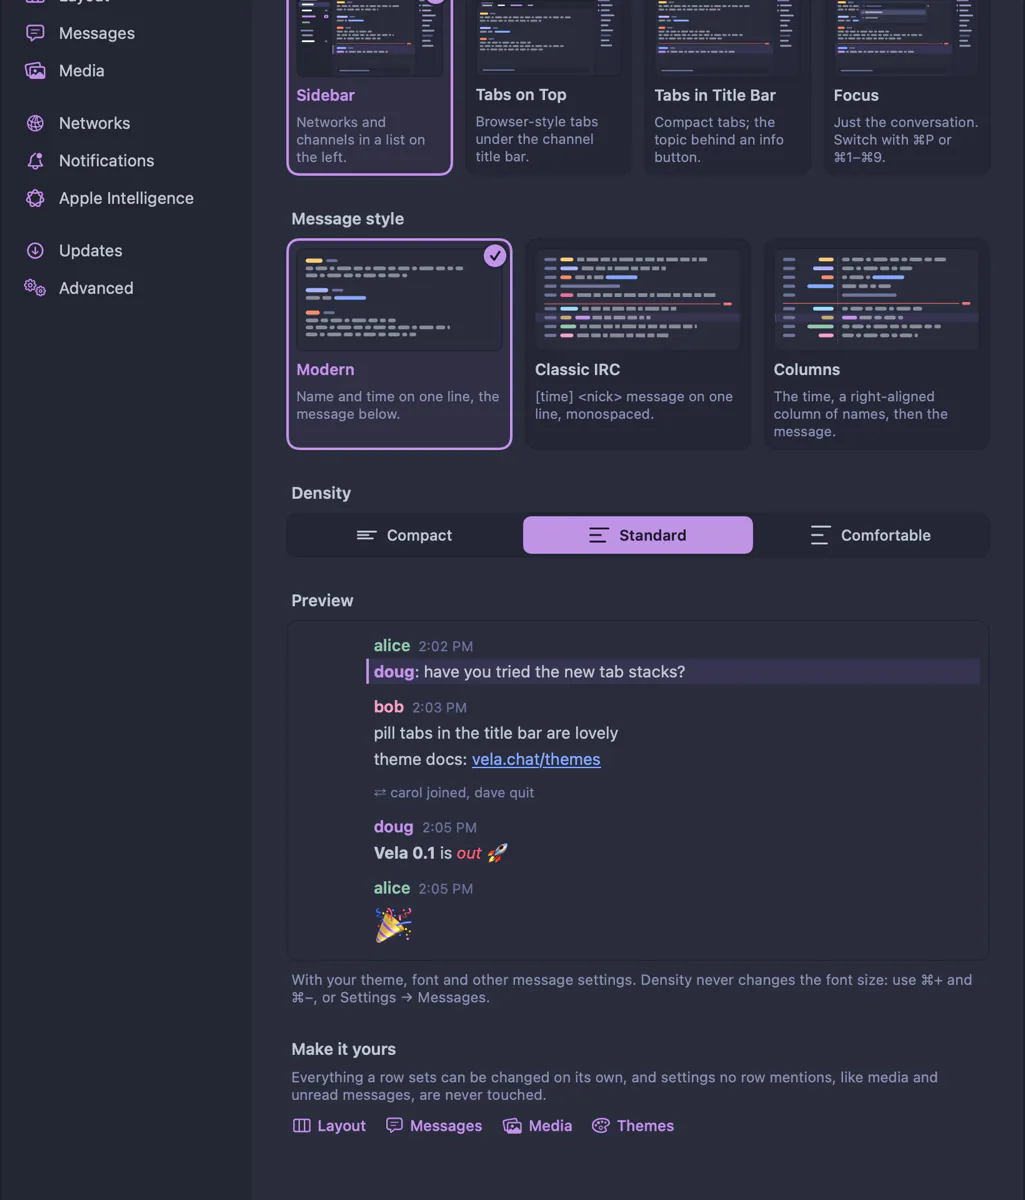 Layout
Messages
Media
Networks
Notifications
Apple Intelligence
Updates
Advanced
Sidebar
Networks and
channels in a list on
the left.
Tabs on Top
Browser-style tabs
under the channel
title bar.
Tabs in Title Bar
Compact tabs; the
topic behind an info
button.
Focus
Just the conversation.
Switch with ⌘P or
⌘1–⌘9.
Message style
Modern
Name and time on one line, the
message below.
Classic IRC
[time] <nick> message on one
line, monospaced.
Columns
The time, a right-aligned
column of names, then the
message.
Density
Compact
Standard
Comfortable
Preview
alice 2:02 PM
doug: have you tried the new tab stacks?
bob 2:03 PM
pill tabs in the title bar are lovely
theme docs: vela.chat/themes
⇄ carol joined, dave quit
doug 2:05 PM
Vela 0.1 is out 🚀
alice 2:05 PM
🎉
With your theme, font and other message settings. Density never changes the font size: use ⌘+ and
⌘−, or Settings → Messages.
Make it yours
Everything a row sets can be changed on its own, and settings no row mentions, like media and
unread messages, are never touched.
Layout
Messages
Media
Themes